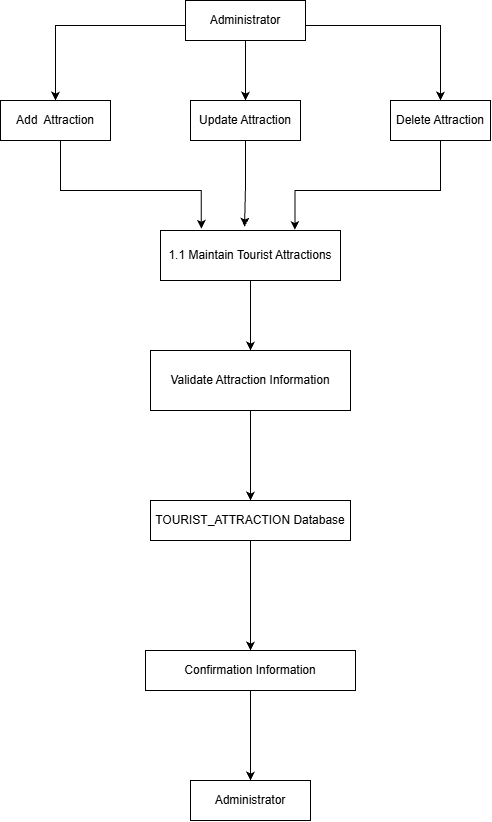 Administrator
Add  Attraction
Update Attraction
Delete Attraction
1.1 Maintain Tourist Attractions
Validate Attraction Information
TOURIST_ATTRACTION Database
Confirmation Information
Administrator